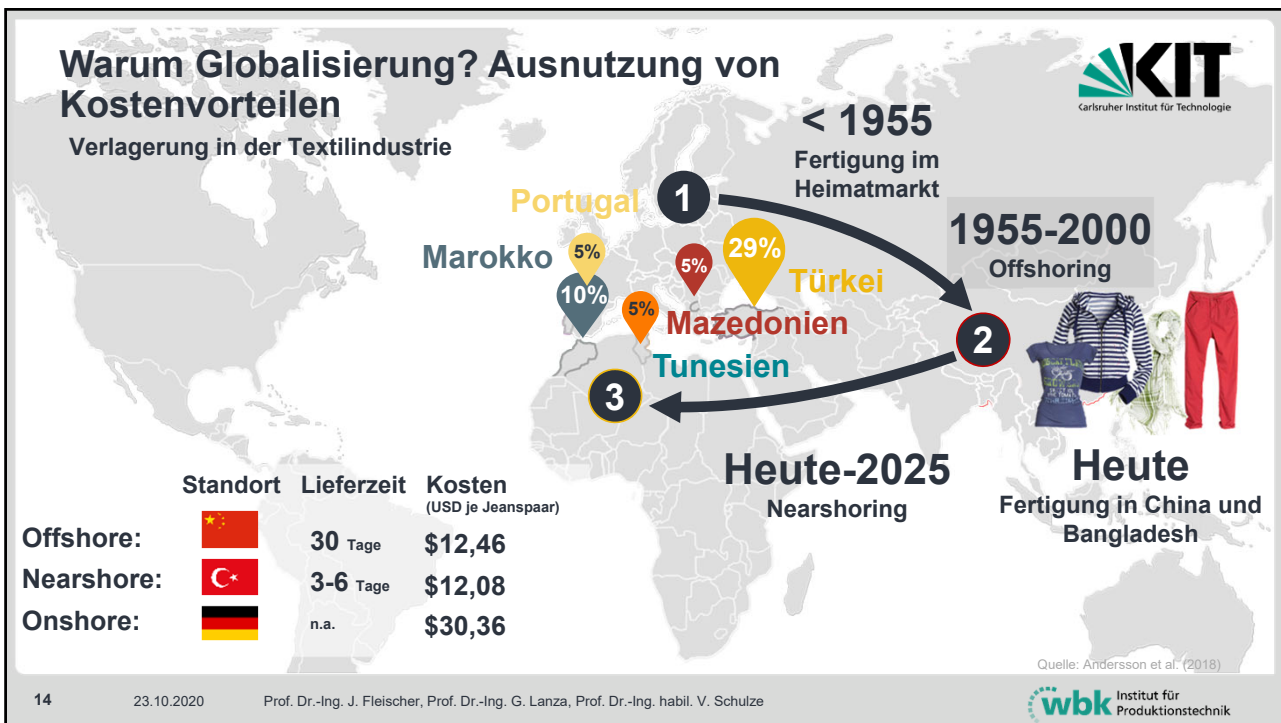 Warum Globalisierung? Ausnutzung von
Kostenvorteilen
Verlagerung in der Textilindustrie
KIT
Karlsruher Institut für Technologie
< 1955
Fertigung im
Heimatmarkt
Portugal
1
1955-2000
Offshoring
Marokko
5%
10%
5%
5%
29%
Türkei
Mazedonien
Tunesien
2
3
Heute-2025
Nearshoring
Heute
Fertigung in China und
Bangladesh
Standort Lieferzeit Kosten
(USD je Jeanspaar)
Offshore: 30 Tage $12,46
Nearshore: 3-6 Tage $12,08
Onshore: n.a. $30,36
Quelle: Andersson et al. (2018)
14 23.10.2020 Prof. Dr.-Ing. J. Fleischer, Prof. Dr.-Ing. G. Lanza, Prof. Dr.-Ing. habil. V. Schulze
wbk Institut für
Produktionstechnik